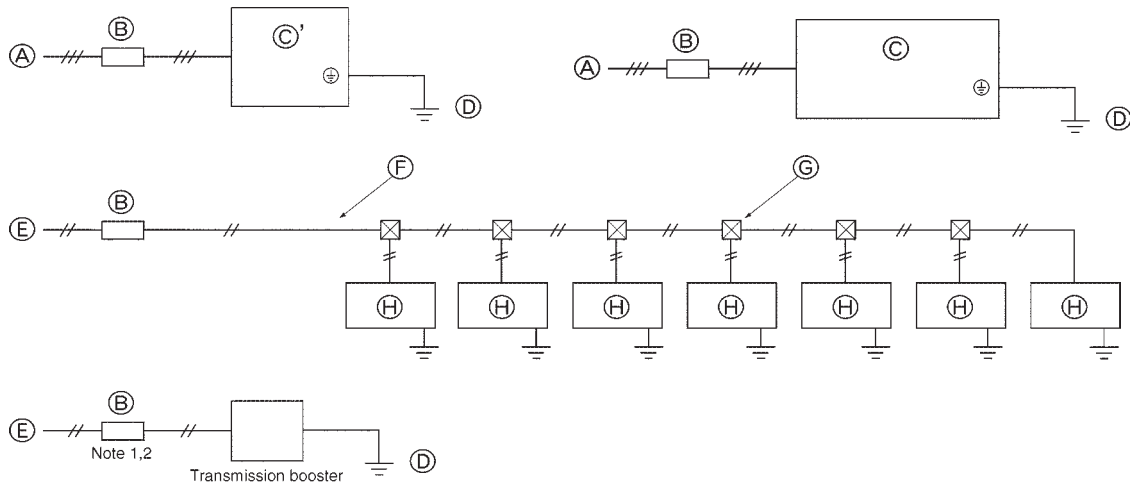 Ⓑ Ⓒ' Ⓑ Ⓒ
Ⓐ Ⓐ
Ⓓ Ⓓ
Ⓕ Ⓖ
Ⓑ
Ⓔ
Ⓗ Ⓗ Ⓗ Ⓗ Ⓗ Ⓗ Ⓗ
Ⓑ
Ⓔ Ⓓ
Note 1,2
Transmission booster